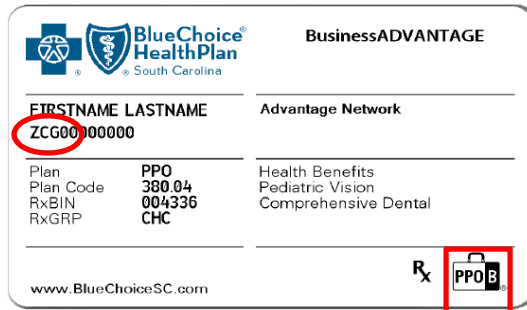 BlueChoice®
HealthPlan
® ® South Carolina
BusinessADVANTAGE
FIRSTNAME LASTNAME
ZCG00000000
Advantage Network
Plan PPO
Plan Code 380.04
RxBIN 004336
RxGRP CHC
Health Benefits
Pediatric Vision
Comprehensive Dental
www.BlueChoiceSC.com
Rx
PPO B®